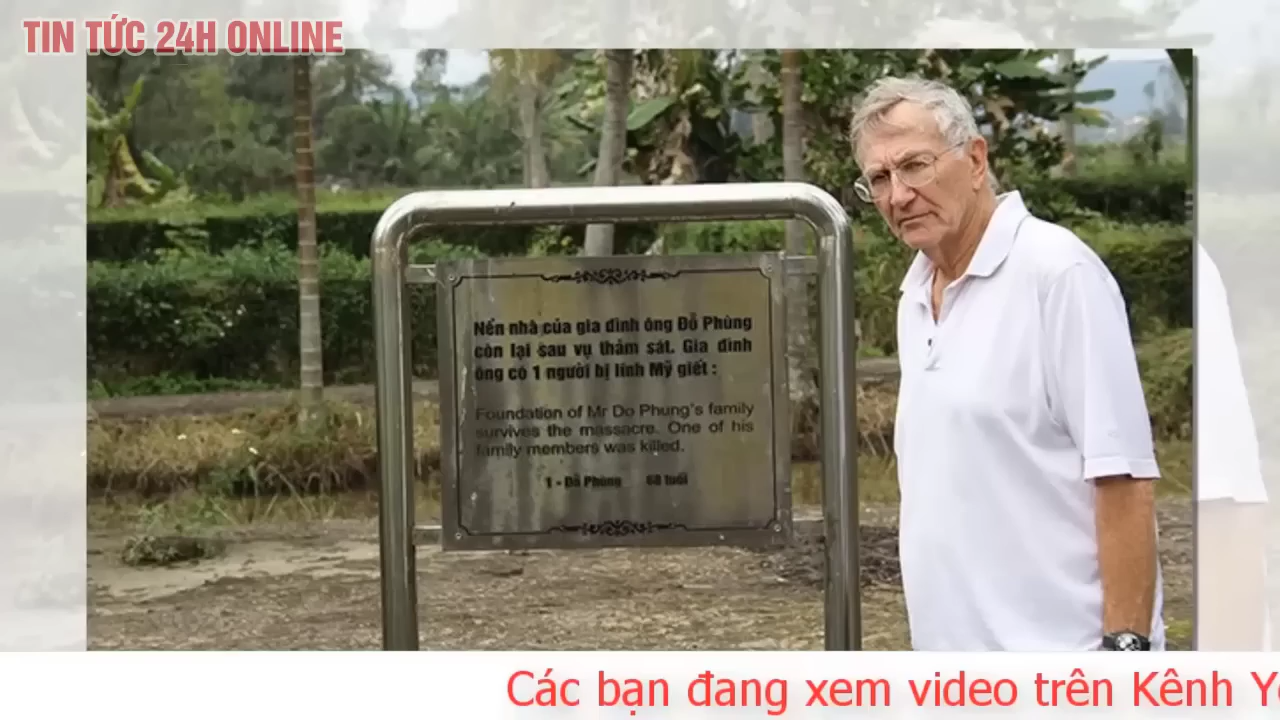 TIN TỨC 24H ONLINE
Nền nhà của gia đình ông Đỗ Phùng
còn lại sau vụ thảm sát. Gia đình
ông có 1 người bị lính Mỹ giết :
Foundation of Mr Do Phung's family
survives the massacre. One of his
family members was killed.
1 - Đỗ Phùng 68 tuổi
Các bạn đang xem video trên Kênh